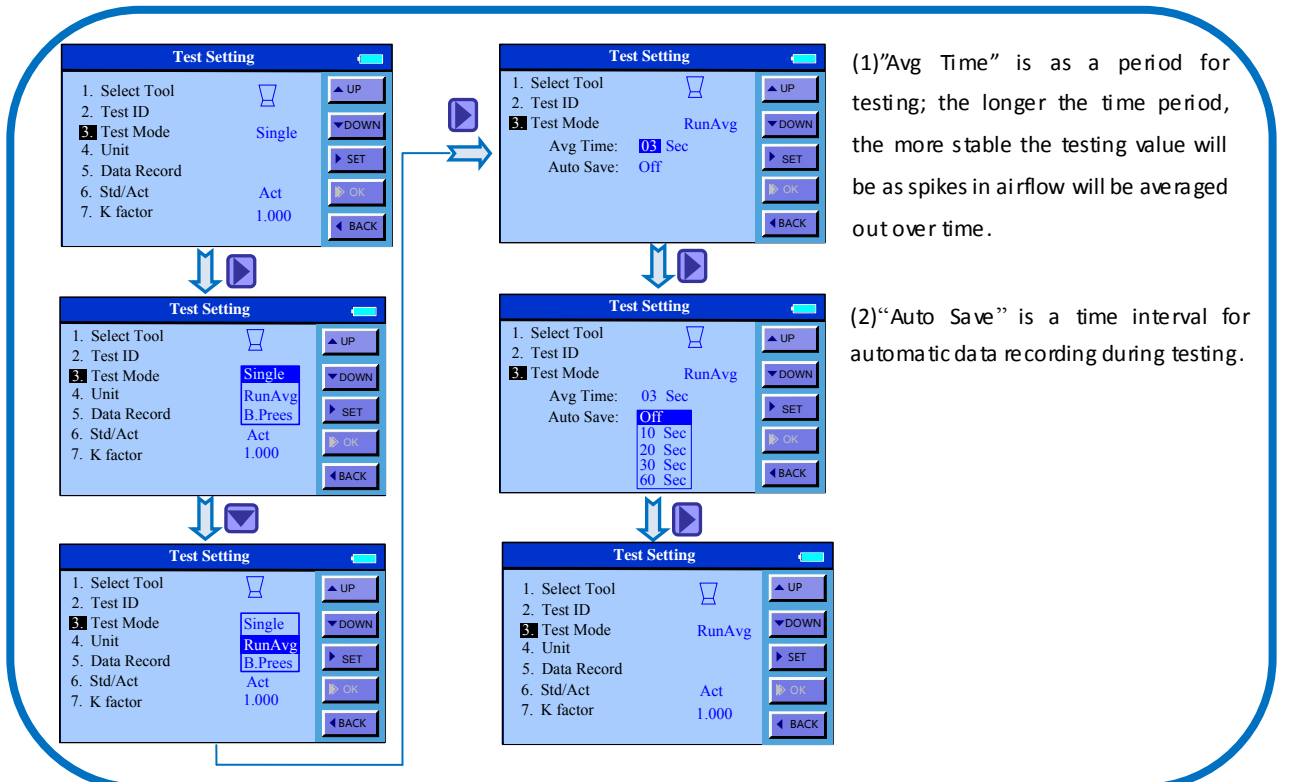 Test Setting
1. Select Tool
2. Test ID
3. Test Mode Single
4. Unit
5. Data Record
6. Std/Act Act
7. K factor 1.000
UP
DOWN
SET
OK
BACK
Test Setting
1. Select Tool
2. Test ID
3. Test Mode
4. Unit
5. Data Record
6. Std/Act Act
7. K factor 1.000
Single
RunAvg
B.Prees
UP
DOWN
SET
OK
BACK
Test Setting
1. Select Tool
2. Test ID
3. Test Mode
4. Unit
5. Data Record
6. Std/Act Act
7. K factor 1.000
Single
RunAvg
B.Prees
UP
DOWN
SET
OK
BACK
Test Setting
1. Select Tool
2. Test ID
3. Test Mode RunAvg
Avg Time: 03 Sec
Auto Save: Off
UP
DOWN
SET
OK
BACK
Test Setting
1. Select Tool
2. Test ID
3. Test Mode RunAvg
Avg Time: 03 Sec
Auto Save: Off
10 Sec
20 Sec
30 Sec
60 Sec
UP
DOWN
SET
OK
BACK
Test Setting
1. Select Tool
2. Test ID
3. Test Mode RunAvg
4. Unit
5. Data Record
6. Std/Act Act
7. K factor 1.000
UP
DOWN
SET
OK
BACK
(1)”Avg Time” is as a period for
testing; the longer the time period,
the more stable the testing value will
be as spikes in airflow will be averaged
out over time.
(2)“Auto Save” is a time interval for
automatic data recording during testing.